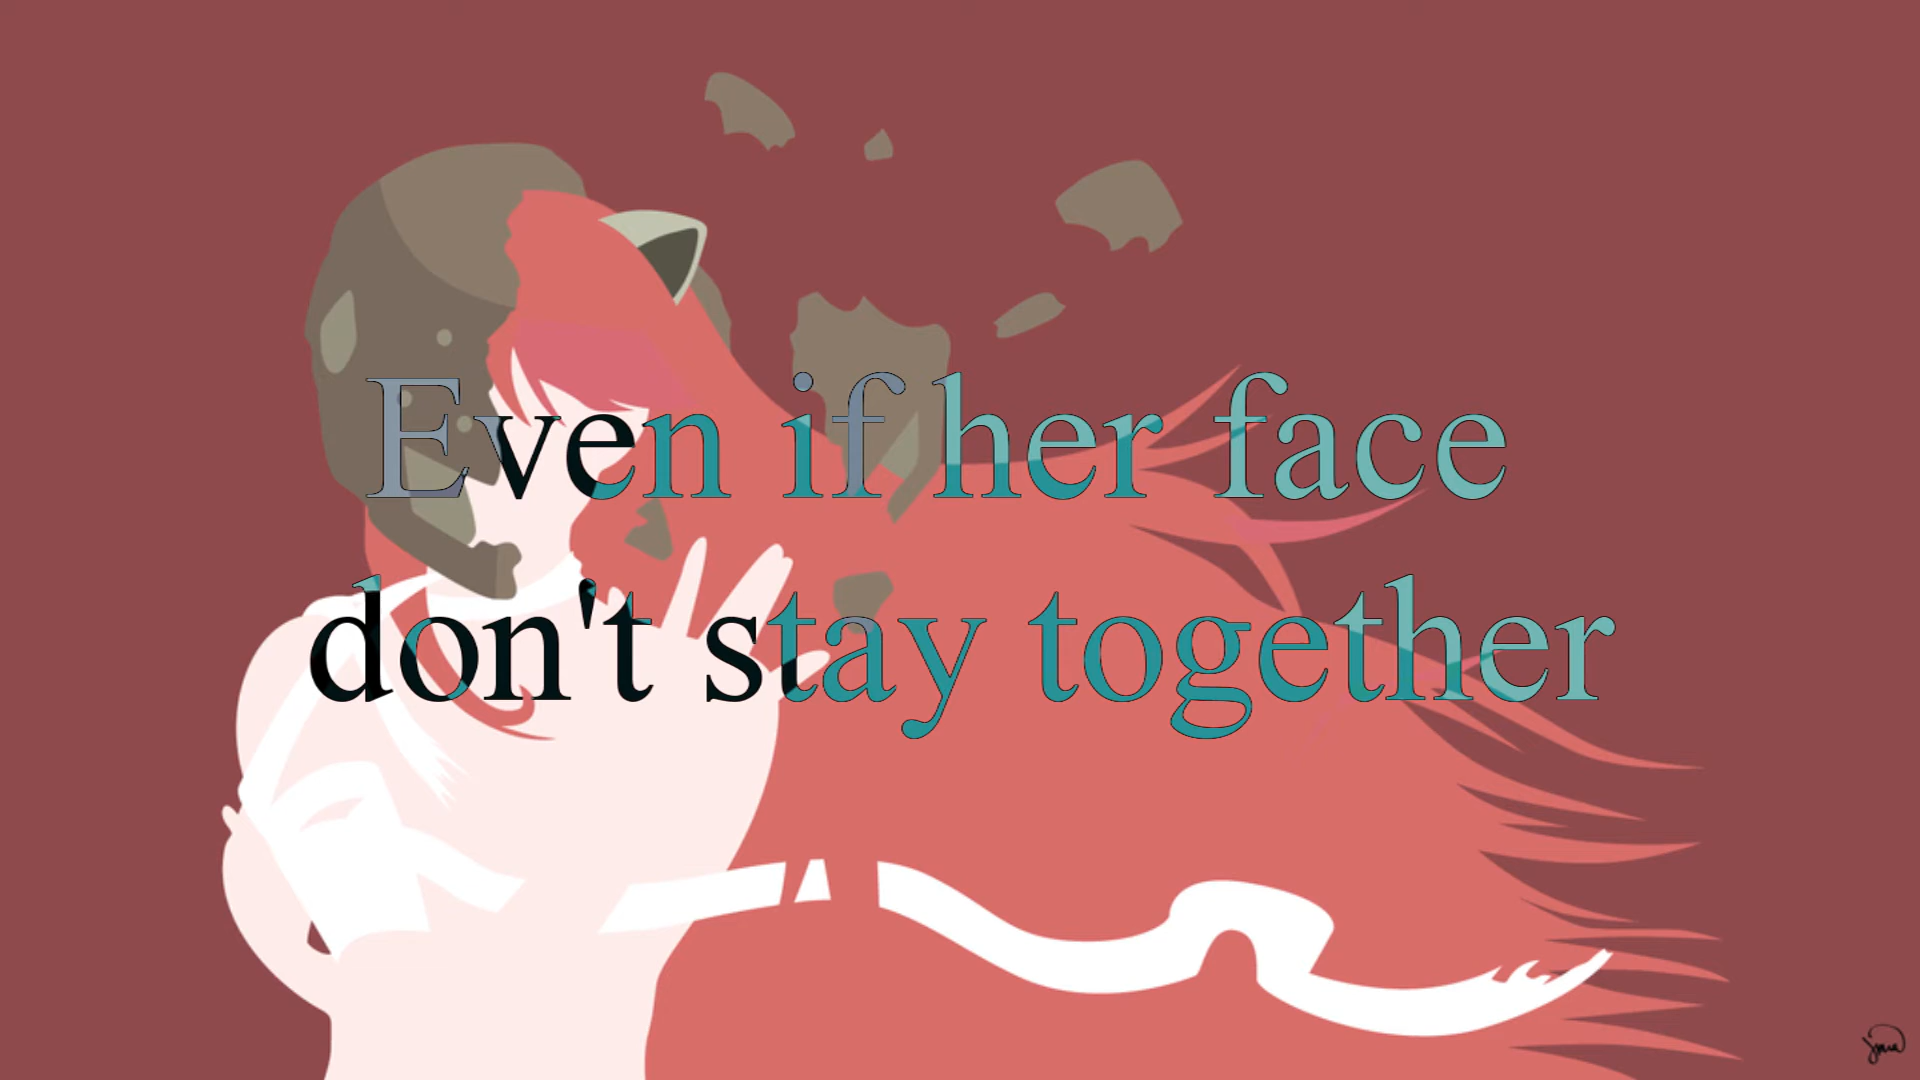 Even if her face
don't stay together